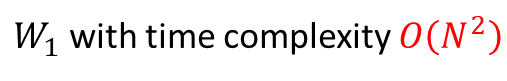 W₁ with time complexity O(N²)